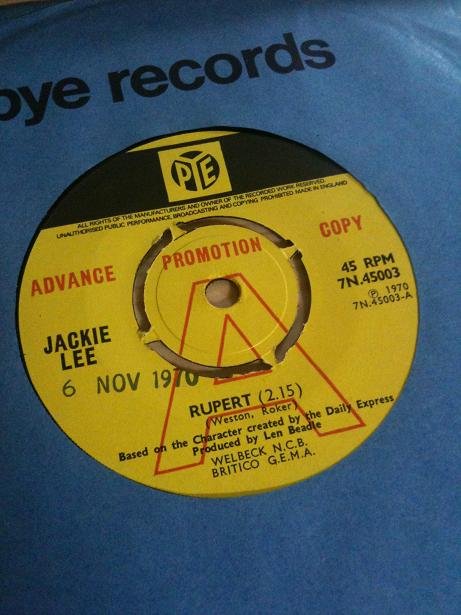 pye records
PYE
ALL RIGHTS OF THE MANUFACTURERS AND OWNER OF THE RECORDED WORK RESERVED.
UNAUTHORISED PUBLIC PERFORMANCE, BROADCASTING AND COPYING PROHIBITED MADE IN ENGLAND
ADVANCE PROMOTION COPY
45 RPM
7N.45003
℗ 1970
7N.45003-A
JACKIE
LEE
6 NOV 1970
A
RUPERT (2.15)
(Weston, Roker)
Based on the Character created by the Daily Express
Produced by Len Beadle
WELBECK N.C.B.
BRITICO G.E.M.A.